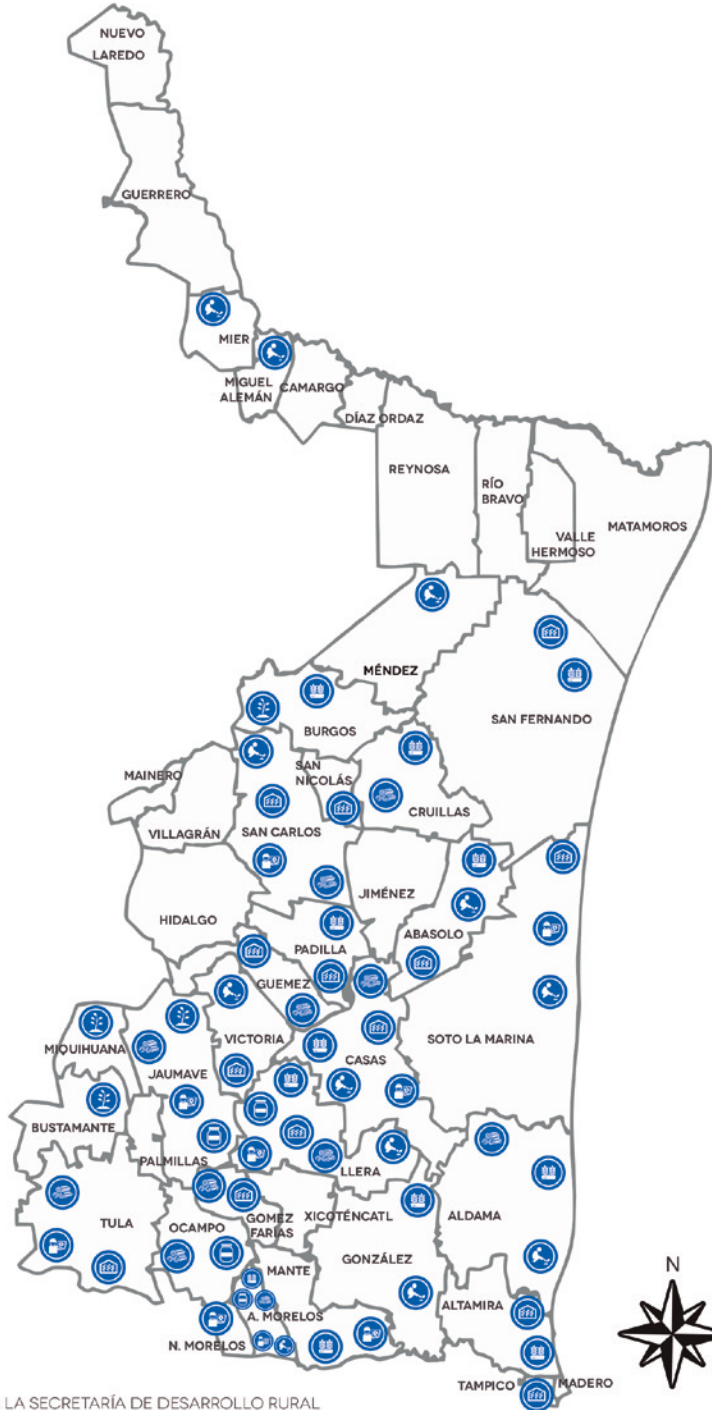 NUEVO
LAREDO
GUERRERO
MIER
MIGUEL
ALEMÁN
CAMARGO
DÍAZ ORDAZ
REYNOSA
RÍO
BRAVO
VALLE
HERMOSO
MATAMOROS
MÉNDEZ
SAN FERNANDO
BURGOS
MAINERO
SAN
NICOLÁS
CRUILLAS
VILLAGRÁN
SAN CARLOS
JIMÉNEZ
HIDALGO
ABASOLO
PADILLA
GUEMEZ
MIQUIHUANA
VICTORIA
SOTO LA MARINA
CASAS
JAUMAVE
BUSTAMANTE
PALMILLAS
LLERA
TULA
OCAMPO
GOMEZ
FARÍAS
XICOTÉNCATL
ALDAMA
GONZÁLEZ
MANTE
N
ALTAMIRA
A. MORELOS
N. MORELOS
TAMPICO
MADERO
LA SECRETARÍA DE DESARROLLO RURAL